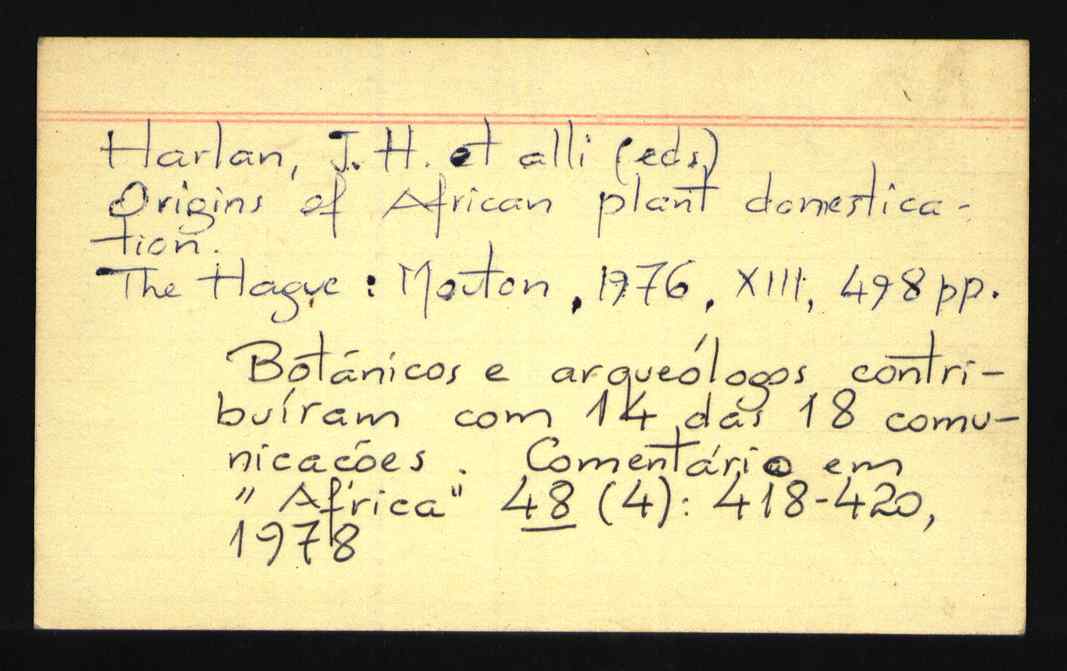 Harlan, J. H. et alli (eds)
Origins of African plant domestica-
tion.
The Hague : Mouton, 1976, XIII, 498 pp.
Botánicos e arqueólogos contri-
buíram com 14 das 18 comu-
nicacões. Comentário em
"Africa" 48 (4): 418-420,
1978